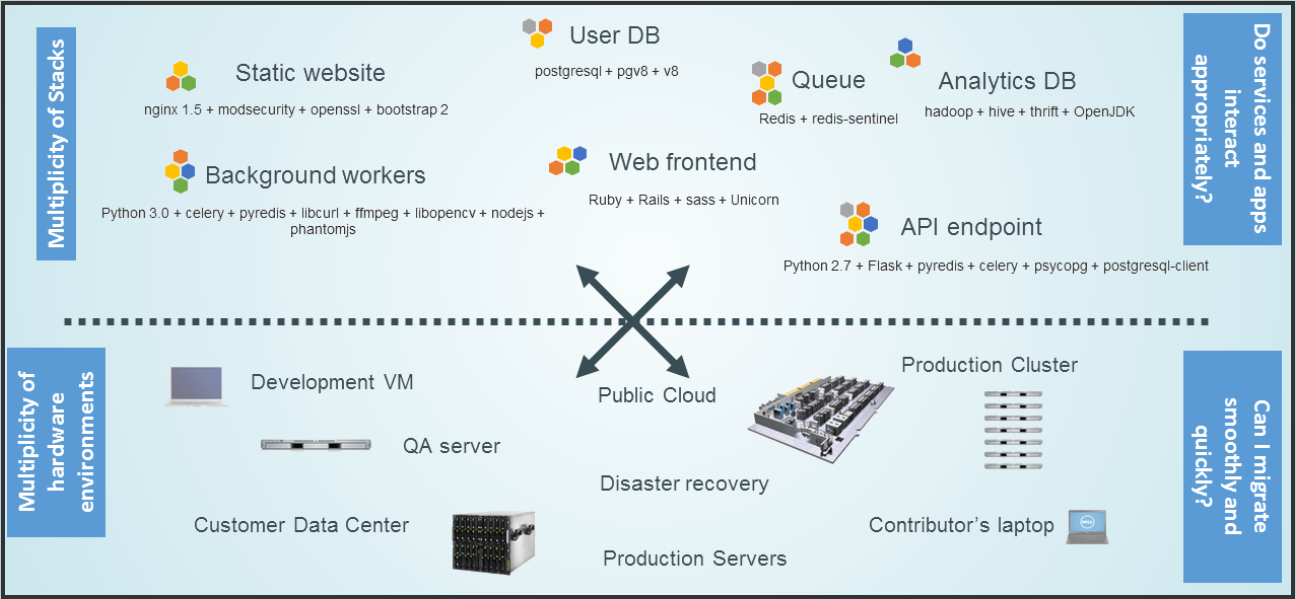 Multiplicity of Stacks
Static website
nginx 1.5 + modsecurity + openssl + bootstrap 2
Background workers
Python 3.0 + celery + pyredis + libcurl + ffmpeg + libopencv + nodejs +
phantomjs
User DB
postgresql + pgv8 + v8
Web frontend
Ruby + Rails + sass + Unicorn
Queue
Redis + redis-sentinel
Analytics DB
hadoop + hive + thrift + OpenJDK
API endpoint
Python 2.7 + Flask + pyredis + celery + psycopg + postgresql-client
Do services and apps
interact
appropriately?
Multiplicity of
hardware
environments
Development VM
QA server
Customer Data Center
Public Cloud
Disaster recovery
Production Servers
Production Cluster
Contributor’s laptop
DELL
Can I migrate
smoothly and
quickly?